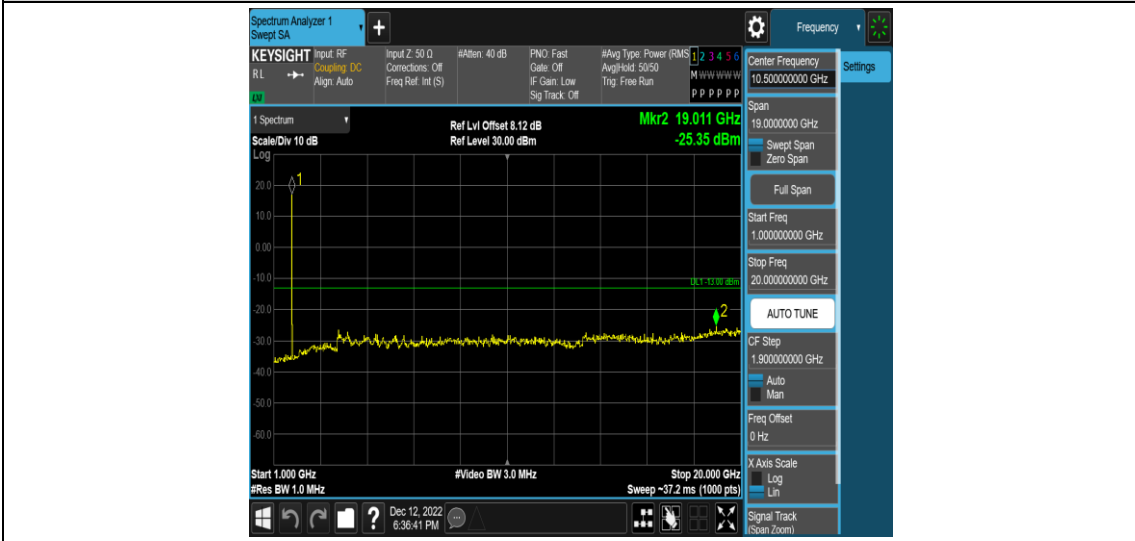 Spectrum Analyzer 1
Swept SA
+
Frequency
KEYSIGHT
RL
LXI
Input: RF
Coupling: DC
Align: Auto
Input Z: 50 Ω
Corrections: Off
Freq Ref: Int (S)
#Atten: 40 dB
PNO: Fast
Gate: Off
IF Gain: Low
Sig Track: Off
#Avg Type: Power (RMS
Avg|Hold: 50/50
Trig: Free Run
1 2 3 4 5 6
M W W W W W
P P P P P P
1 Spectrum
Scale/Div 10 dB
Log
Ref Lvl Offset 8.12 dB
Ref Level 30.00 dBm
Mkr2 19.011 GHz
-25.35 dBm
20.0
10.0
0.00
-10.0
-20.0
-30.0
-40.0
-50.0
-60.0
1
DL1 -13.00 dBm
2
Start 1.000 GHz
#Res BW 1.0 MHz
#Video BW 3.0 MHz
Stop 20.000 GHz
Sweep ~37.2 ms (1000 pts)
?
Dec 12, 2022
6:36:41 PM
Center Frequency
10.500000000 GHz
Span
19.0000000 GHz
Swept Span
Zero Span
Full Span
Start Freq
1.000000000 GHz
Stop Freq
20.000000000 GHz
AUTO TUNE
CF Step
1.900000000 GHz
Auto
Man
Freq Offset
0 Hz
X Axis Scale
Log
Lin
Signal Track
(Span Zoom)
Settings